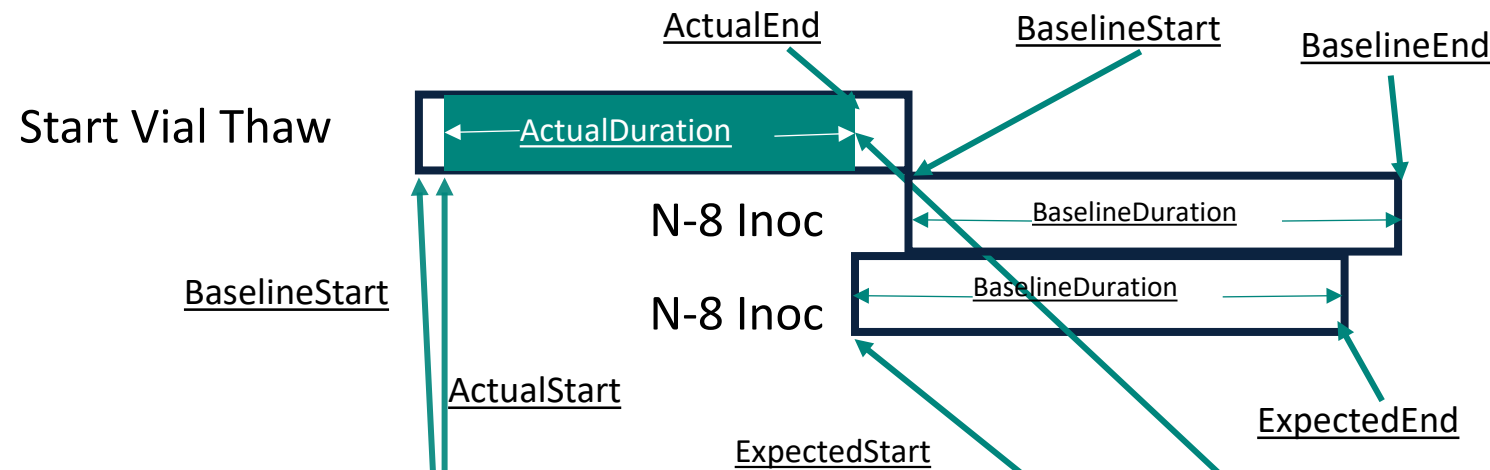 ActualEnd
BaselineStart
BaselineEnd
Start Vial Thaw
ActualDuration
N-8 Inoc
BaselineDuration
BaselineStart
N-8 Inoc
BaselineDuration
ActualStart
ExpectedEnd
ExpectedStart